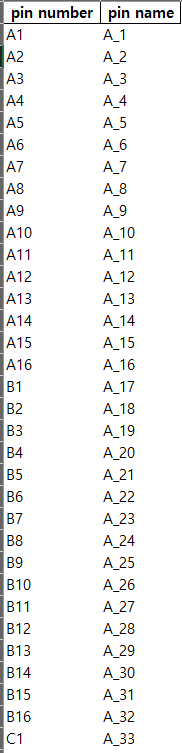 pin number pin name
A1 A_1
A2 A_2
A3 A_3
A4 A_4
A5 A_5
A6 A_6
A7 A_7
A8 A_8
A9 A_9
A10 A_10
A11 A_11
A12 A_12
A13 A_13
A14 A_14
A15 A_15
A16 A_16
B1 A_17
B2 A_18
B3 A_19
B4 A_20
B5 A_21
B6 A_22
B7 A_23
B8 A_24
B9 A_25
B10 A_26
B11 A_27
B12 A_28
B13 A_29
B14 A_30
B15 A_31
B16 A_32
C1 A_33